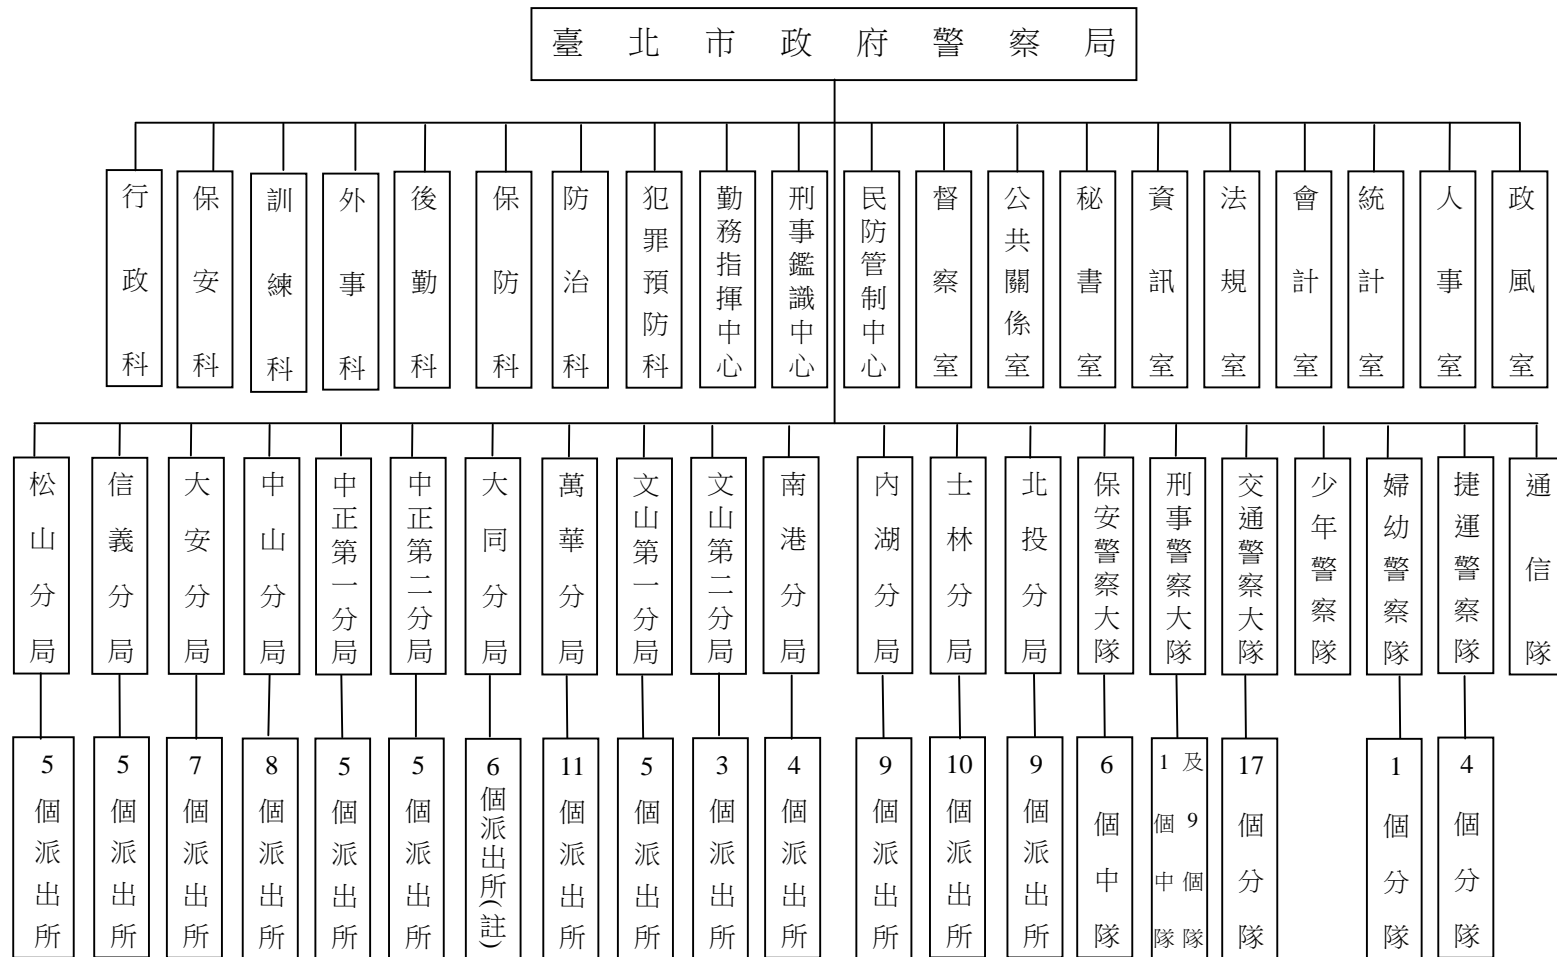 臺北市政府警察局
行政科
保安科
訓練科
外事科
後勤科
保防科
防治科
犯罪預防科
勤務指揮中心
刑事鑑識中心
民防管制中心
督察室
公共關係室
秘書室
資訊室
法規室
會計室
統計室
人事室
政風室
松山分局
信義分局
大安分局
中山分局
中正第一分局
中正第二分局
大同分局
萬華分局
文山第一分局
文山第二分局
南港分局
內湖分局
士林分局
北投分局
保安警察大隊
刑事警察大隊
交通警察大隊
少年警察隊
婦幼警察隊
捷運警察隊
通信隊
5個派出所
5個派出所
7個派出所
8個派出所
5個派出所
5個派出所
6個派出所(註)
11個派出所
5個派出所
3個派出所
4個派出所
9個派出所
10個派出所
9個派出所
6個中隊
及9個隊
1個中隊
17個分隊
1個分隊
4個分隊